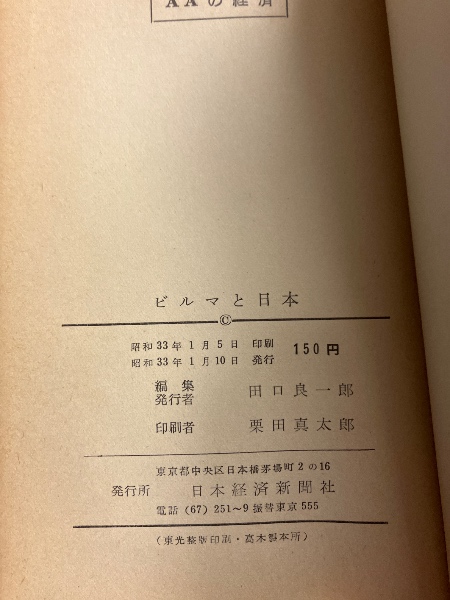 AAの経済
ビルマと日本
©
昭和33年1月5日 印刷
昭和33年1月10日 発行
150円
編集
発行者 田口良一郎
印刷者 栗田真太郎
東京都中央区日本橋茅場町2の16
発行所 日本経済新聞社
電話 (67) 251〜9 振替東京 555
(東光整版印刷・高木製本所)